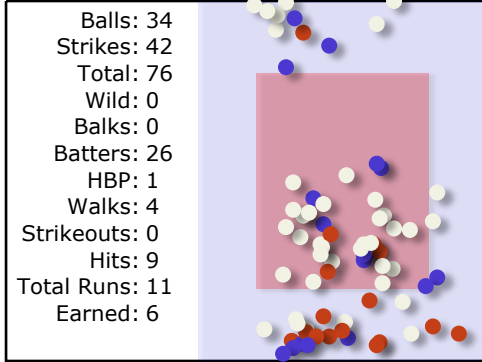 Balls: 34
Strikes: 42
Total: 76
Wild: 0
Balks: 0
Batters: 26
HBP: 1
Walks: 4
Strikeouts: 0
Hits: 9
Total Runs: 11
Earned: 6